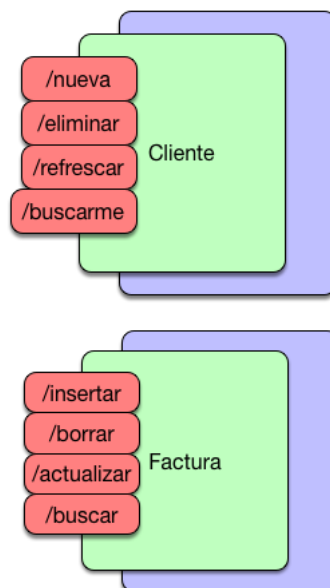 /nueva
/eliminar
/refrescar
/buscarme
Cliente
/insertar
/borrar
/actualizar
/buscar
Factura